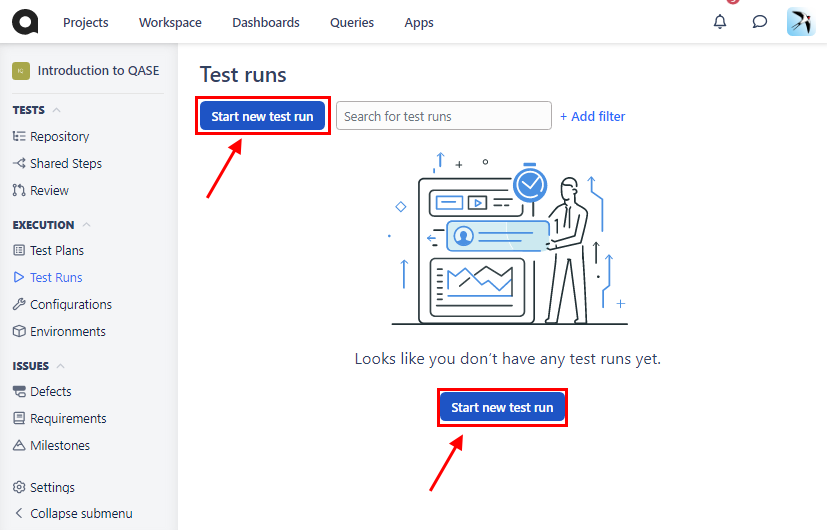 Projects Workspace Dashboards Queries Apps
Introduction to QASE
TESTS
Repository
Shared Steps
Review
EXECUTION
Test Plans
Test Runs
Configurations
Environments
ISSUES
Defects
Requirements
Milestones
Settings
Collapse submenu
Test runs
Start new test run Search for test runs + Add filter
Looks like you don't have any test runs yet.
Start new test run